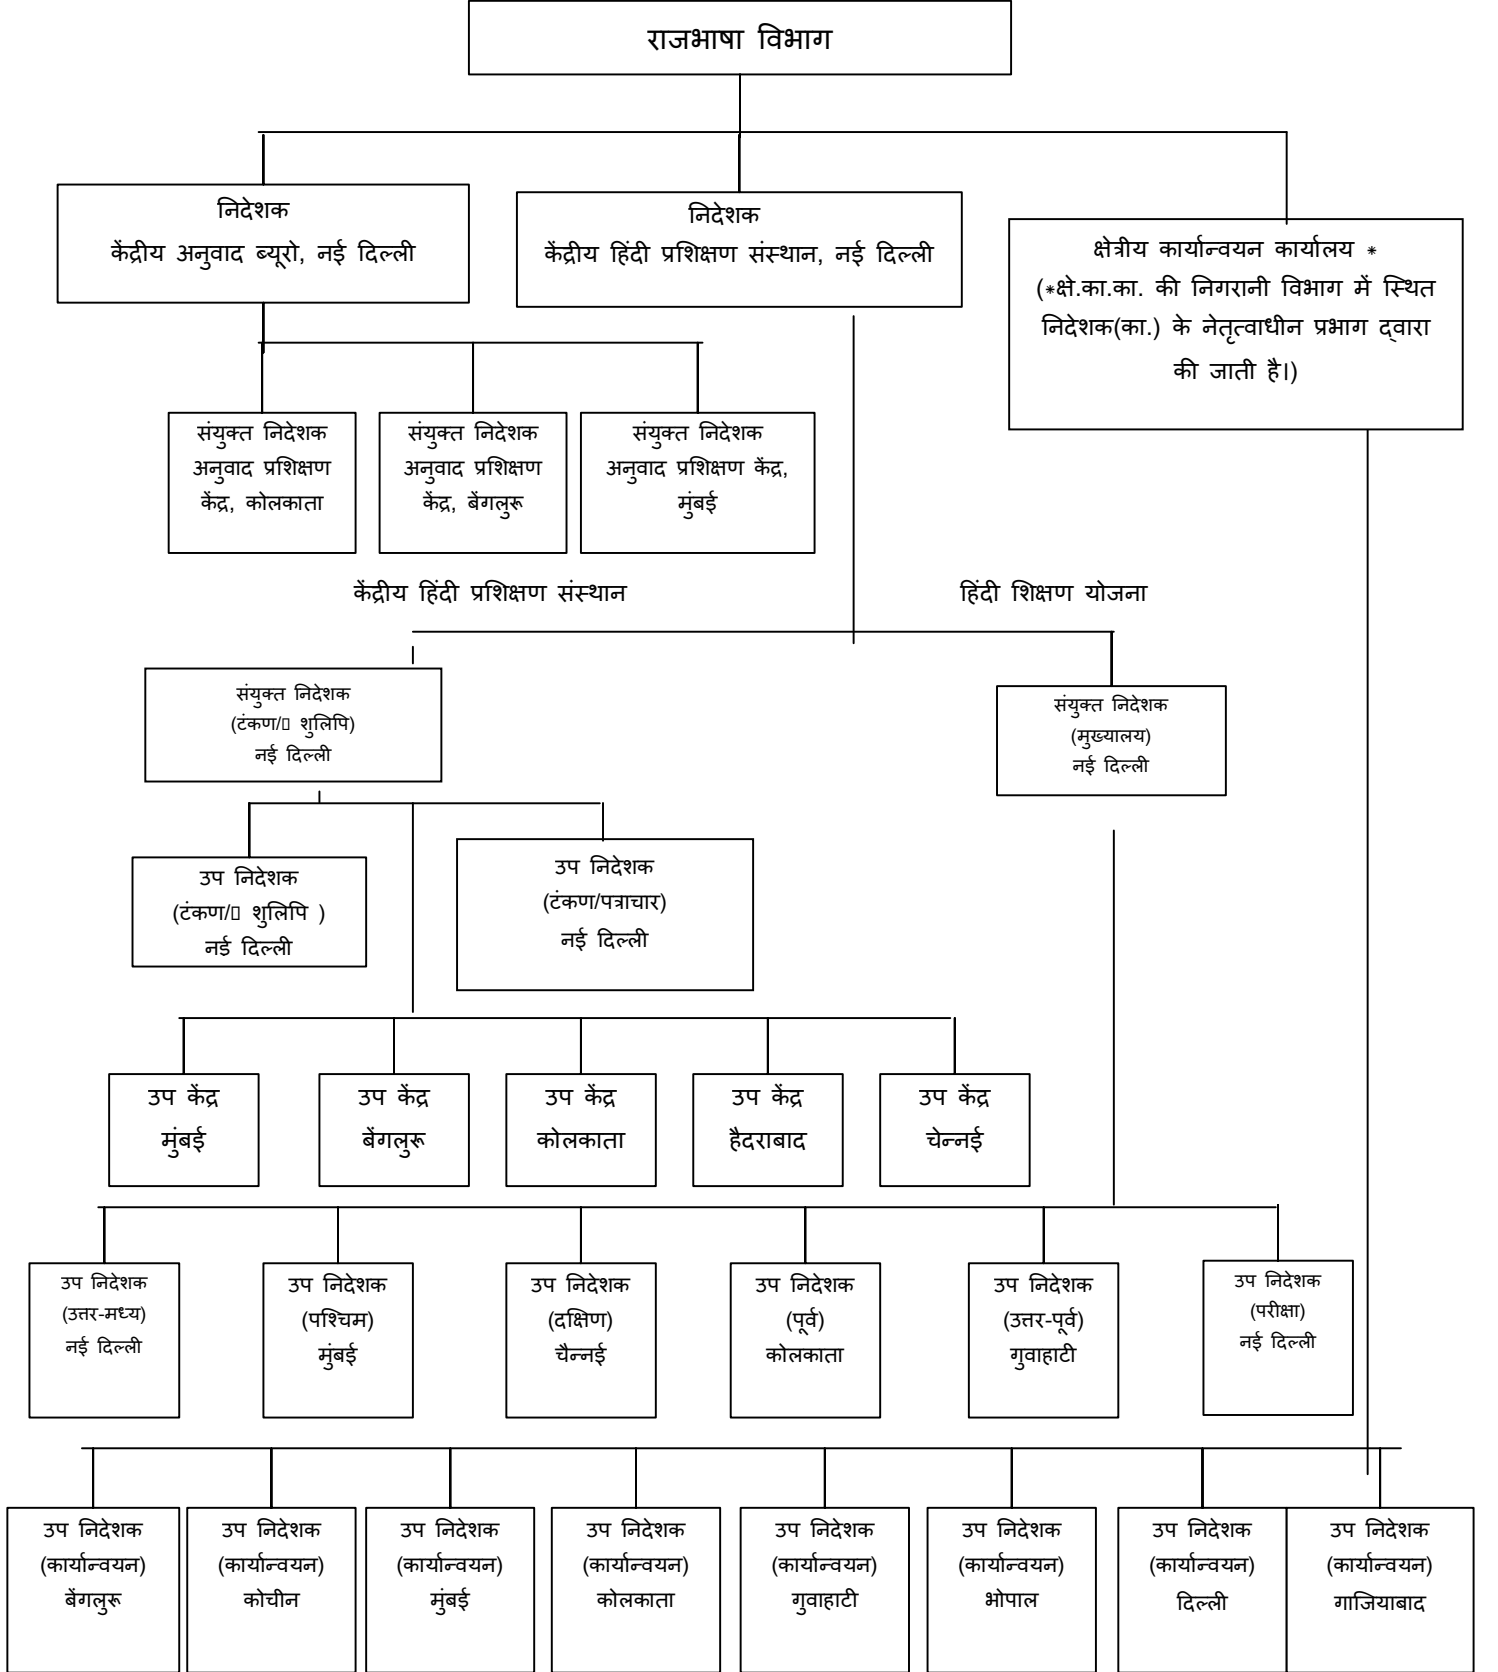 राजभाषा विभाग
निदेशक
केंद्रीय अनुवाद ब्यूरो, नई दिल्ली
निदेशक
केंद्रीय हिंदी प्रशिक्षण संस्थान, नई दिल्ली
क्षेत्रीय कार्यान्वयन कार्यालय *
(*क्षे.का.का. की निगरानी विभाग में स्थित
निदेशक(का.) के नेतृत्वाधीन प्रभाग द्वारा
की जाती है।)
संयुक्त निदेशक
अनुवाद प्रशिक्षण
केंद्र, कोलकाता
संयुक्त निदेशक
अनुवाद प्रशिक्षण
केंद्र, बेंगलुरू
संयुक्त निदेशक
अनुवाद प्रशिक्षण केंद्र,
मुंबई
केंद्रीय हिंदी प्रशिक्षण संस्थान
हिंदी शिक्षण योजना
संयुक्त निदेशक
(टंकण/▯ शुलिपि)
नई दिल्ली
संयुक्त निदेशक
(मुख्यालय)
नई दिल्ली
उप निदेशक
(टंकण/▯ शुलिपि )
नई दिल्ली
उप निदेशक
(टंकण/पत्राचार)
नई दिल्ली
उप केंद्र
मुंबई
उप केंद्र
बेंगलुरू
उप केंद्र
कोलकाता
उप केंद्र
हैदराबाद
उप केंद्र
चेन्नई
उप निदेशक
(उत्तर-मध्य)
नई दिल्ली
उप निदेशक
(पश्चिम)
मुंबई
उप निदेशक
(दक्षिण)
चैन्नई
उप निदेशक
(पूर्व)
कोलकाता
उप निदेशक
(उत्तर-पूर्व)
गुवाहाटी
उप निदेशक
(परीक्षा)
नई दिल्ली
उप निदेशक
(कार्यान्वयन)
बेंगलुरू
उप निदेशक
(कार्यान्वयन)
कोचीन
उप निदेशक
(कार्यान्वयन)
मुंबई
उप निदेशक
(कार्यान्वयन)
कोलकाता
उप निदेशक
(कार्यान्वयन)
गुवाहाटी
उप निदेशक
(कार्यान्वयन)
भोपाल
उप निदेशक
(कार्यान्वयन)
दिल्ली
उप निदेशक
(कार्यान्वयन)
गाजियाबाद